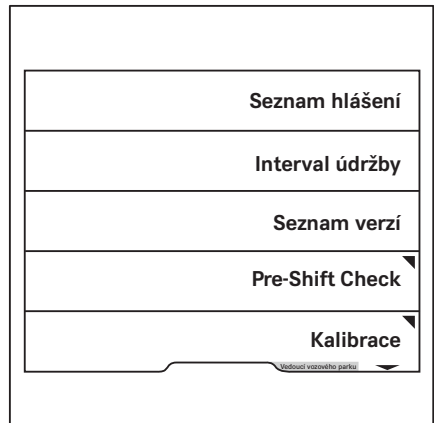 Seznam hlášení
Interval údržby
Seznam verzí
Pre-Shift Check
Kalibrace
Vedoucí vozového parku